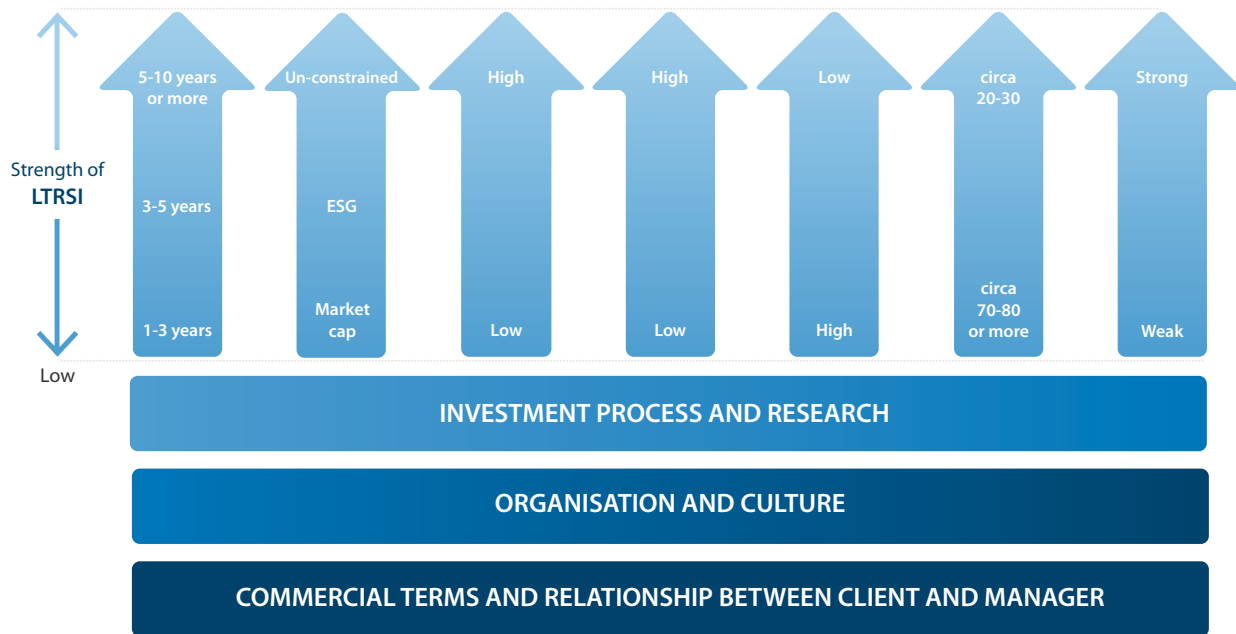 5-10 years
or more
Un-constrained
High
High
Low
circa
20-30
Strong
Strength of
LTRSI
3-5 years
ESG
1-3 years
Market
cap
Low
Low
High
circa
70-80
or more
Weak
Low
INVESTMENT PROCESS AND RESEARCH
ORGANISATION AND CULTURE
COMMERCIAL TERMS AND RELATIONSHIP BETWEEN CLIENT AND MANAGER